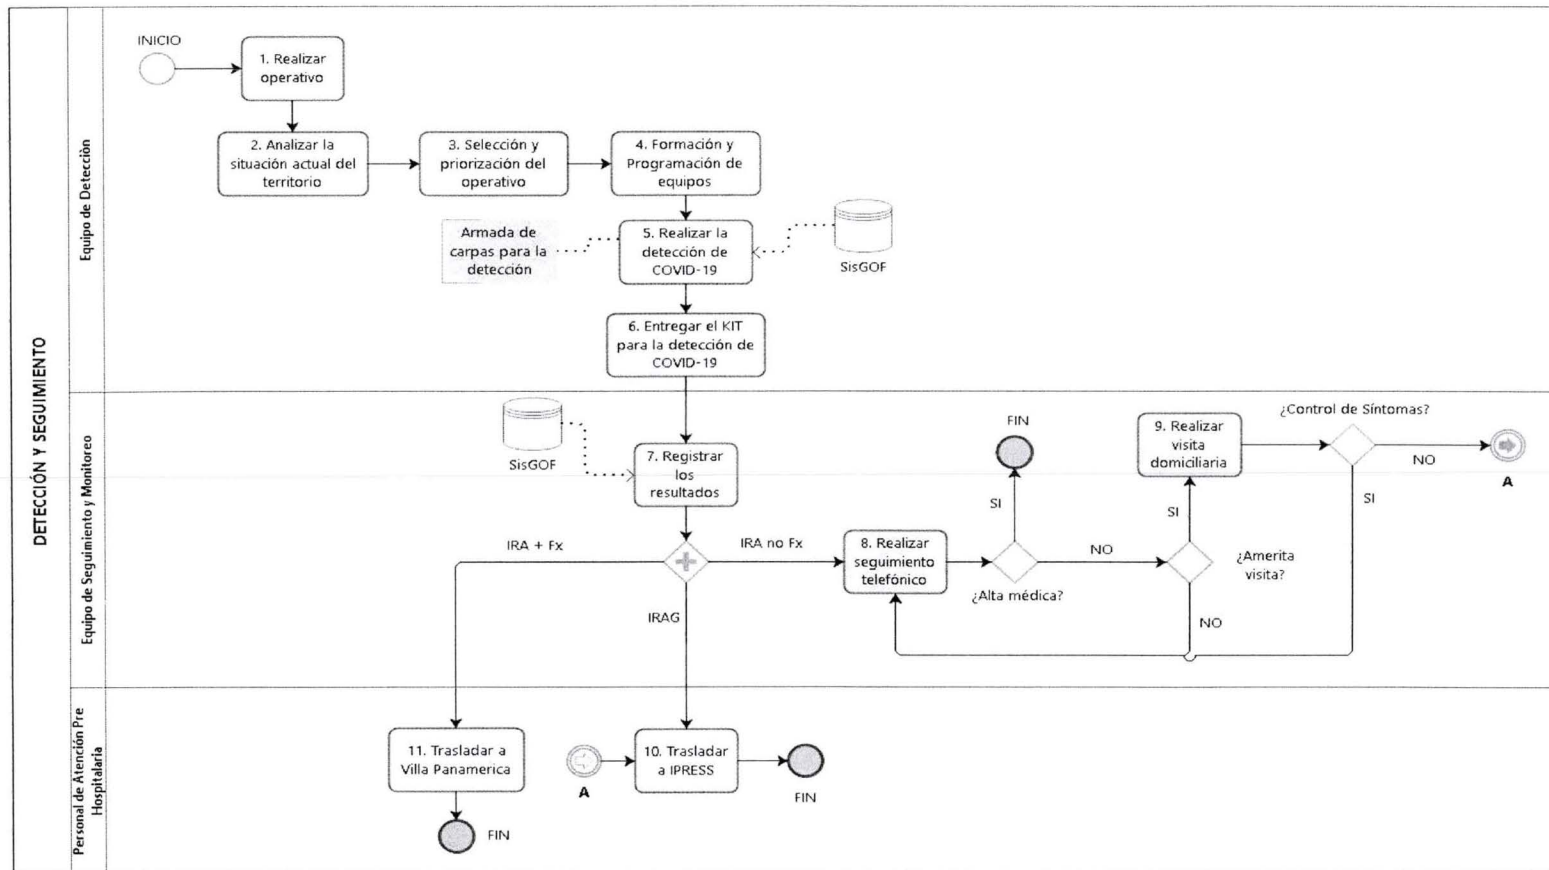 DETECCIÓN Y SEGUIMIENTO
Equipo de Detecciòn
INICIO
1. Realizar
operativo
2. Analizar la
situación actual del
territorio
3. Selección y
priorización del
operativo
4. Formación y
Programación de
equipos
Armada de
carpas para la
detección
5. Realizar la
detección de
COVID-19
SisGOF
6. Entregar el KIT
para la detección de
COVID-19
Equipo de Seguimiento y Monitoreo
SisGOF
7. Registrar
los
resultados
IRA + Fx
IRA no Fx
IRAG
8. Realizar
seguimiento
telefónico
FIN
SI
¿Alta médica?
NO
9. Realizar
visita
domiciliaria
SI
¿Amerita
visita?
NO
¿Control de Síntomas?
NO
SI
A
Personal de Atención Pre
Hospitalaria
11. Trasladar a
Villa Panamerica
FIN
A
10. Trasladar
a IPRESS
FIN